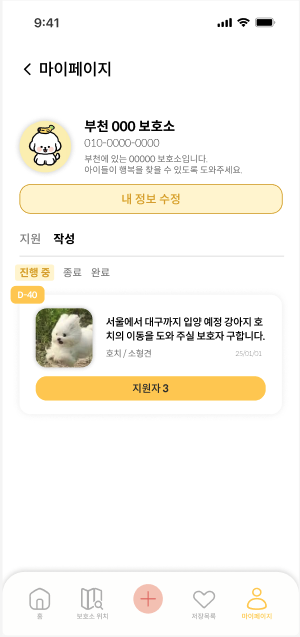 9:41
마이페이지
부천 000 보호소
010-0000-0000
부천에 있는 00000 보호소입니다.
아이들이 행복을 찾을 수 있도록 도와주세요.
내 정보 수정
지원 작성
진행 중 종료 완료
D-40
서울에서 대구까지 입양 예정 강아지 호
치의 이동을 도와 주실 보호자 구합니다.
호치 / 소형견 25/01/01
지원자 3
홈 보호소 위치 저장목록 마이페이지